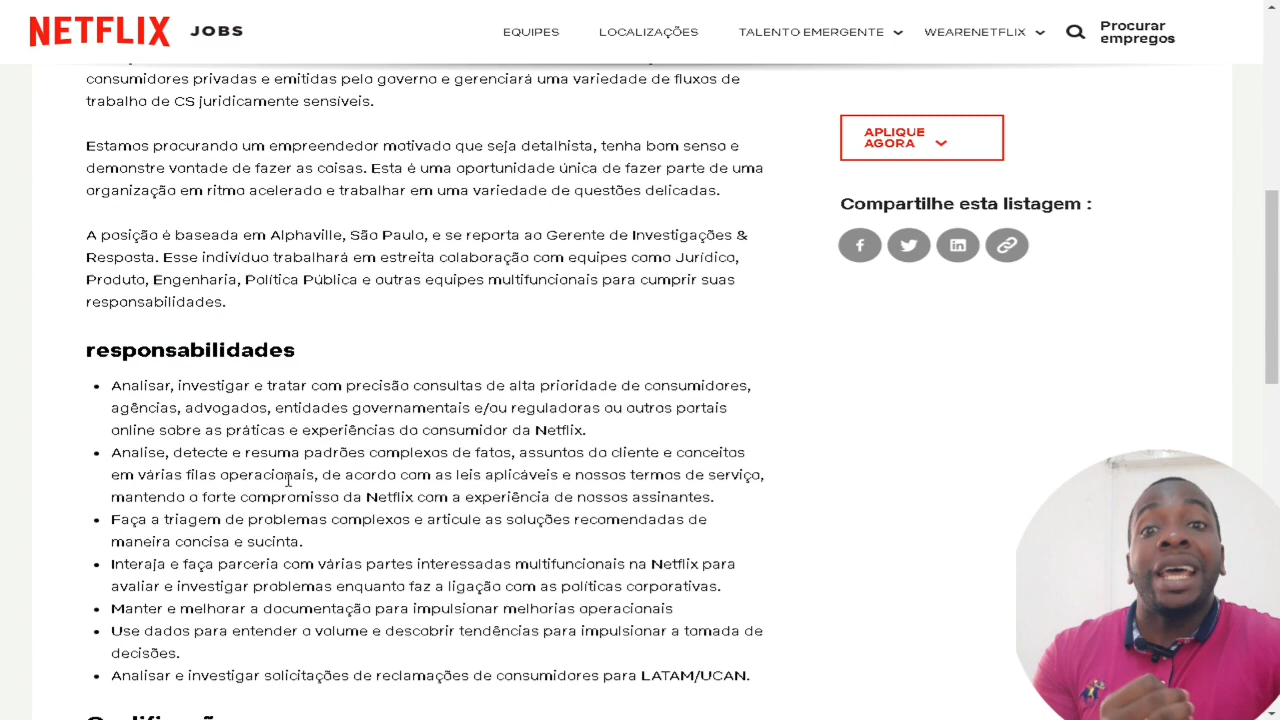 NETFLIX JOBS
EQUIPES
LOCALIZAÇÕES
TALENTO EMERGENTE
WEARENETFLIX
Procurar
empregos
consumidores privadas e emitidas pelo governo e gerenciará uma variedade de fluxos de
trabalho de CS juridicamente sensíveis.
Estamos procurando um empreendedor motivado que seja detalhista, tenha bom senso e
demonstre vontade de fazer as coisas. Esta é uma oportunidade única de fazer parte de uma
organização em ritmo acelerado e trabalhar em uma variedade de questões delicadas.
A posição é baseada em Alphaville, São Paulo, e se reporta ao Gerente de Investigações &
Resposta. Esse indivíduo trabalhará em estreita colaboração com equipes como Jurídico,
Produto, Engenharia, Política Pública e outras equipes multifuncionais para cumprir suas
responsabilidades.
responsabilidades
• Analisar, investigar e tratar com precisão consultas de alta prioridade de consumidores,
agências, advogados, entidades governamentais e/ou reguladoras ou outros portais
online sobre as práticas e experiências do consumidor da Netflix.
• Analise, detecte e resuma padrões complexos de fatos, assuntos do cliente e conceitos
em várias filas operacionais, de acordo com as leis aplicáveis e nossos termos de serviço,
mantendo o forte compromisso da Netflix com a experiência de nossos assinantes.
• Faça a triagem de problemas complexos e articule as soluções recomendadas de
maneira concisa e sucinta.
• Interaja e faça parceria com várias partes interessadas multifuncionais na Netflix para
avaliar e investigar problemas enquanto faz a ligação com as políticas corporativas.
• Manter e melhorar a documentação para impulsionar melhorias operacionais
• Use dados para entender o volume e descobrir tendências para impulsionar a tomada de
decisões.
• Analisar e investigar solicitações de reclamações de consumidores para LATAM/UCAN.
APLIQUE
AGORA
Compartilhe esta listagem :